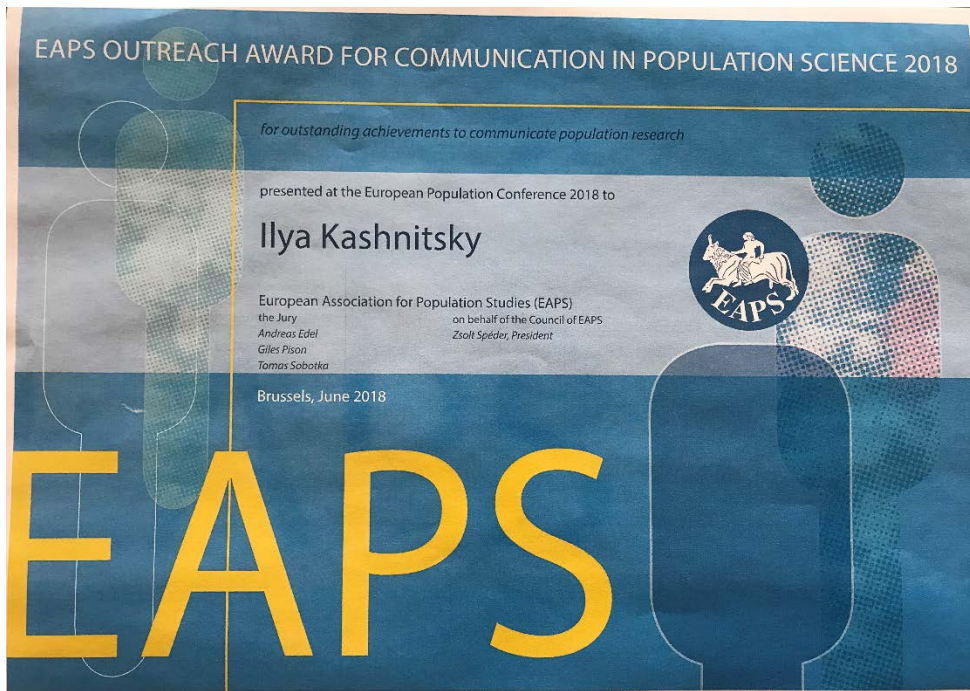 EAPS OUTREACH AWARD FOR COMMUNICATION IN POPULATION SCIENCE 2018
for outstanding achievements to communicate population research
presented at the European Population Conference 2018 to
Ilya Kashnitsky
EAPS
European Association for Population Studies (EAPS)
the Jury
Andreas Edel
Giles Pison
Tomas Sobotka
on behalf of the Council of EAPS
Zsolt Spéder, President
Brussels, June 2018
EAPS